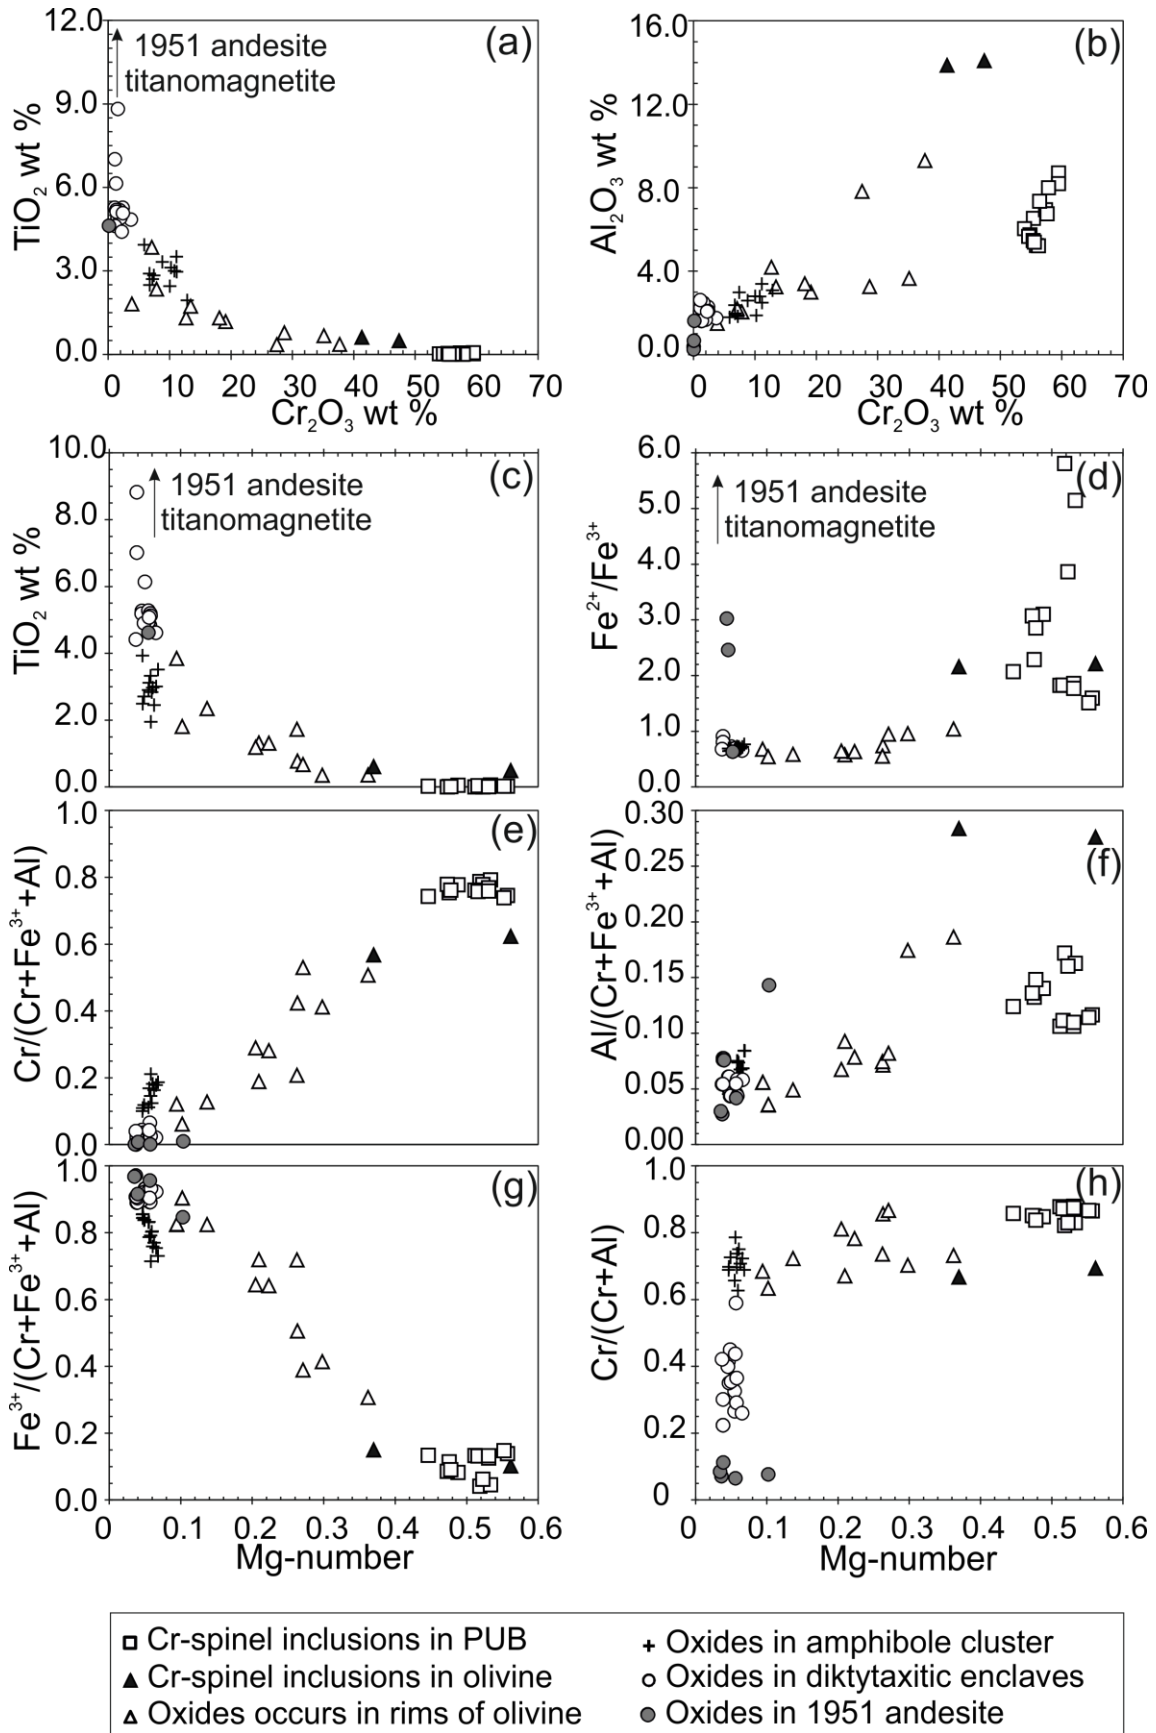 (a)
1951 andesite
titanomagnetite
TiO₂ wt %
12.0
9.0
6.0
3.0
0.0
0 10 20 30 40 50 60 70
Cr₂O₃ wt %
(b)
Al₂O₃ wt %
16.0
12.0
8.0
4.0
0.0
0 10 20 30 40 50 60 70
Cr₂O₃ wt %
(c)
1951 andesite
titanomagnetite
TiO₂ wt %
10.0
8.0
6.0
4.0
2.0
0.0
(d)
1951 andesite
titanomagnetite
Fe²⁺/Fe³⁺
6.0
5.0
4.0
3.0
2.0
1.0
0.0
(e)
Cr/(Cr+Fe³⁺+Al)
1.0
0.8
0.6
0.4
0.2
0.0
(f)
Al/(Cr+Fe³⁺+Al)
0.30
0.25
0.20
0.15
0.10
0.05
0.00
(g)
Fe³⁺/(Cr+Fe³⁺+Al)
1.0
0.8
0.6
0.4
0.2
0.0
0 0.1 0.2 0.3 0.4 0.5 0.6
Mg-number
(h)
Cr/(Cr+Al)
1.0
0.8
0.6
0.4
0.2
0
0 0.1 0.2 0.3 0.4 0.5 0.6
Mg-number
Cr-spinel inclusions in PUB
Cr-spinel inclusions in olivine
Oxides occurs in rims of olivine
Oxides in amphibole cluster
Oxides in diktytaxitic enclaves
Oxides in 1951 andesite